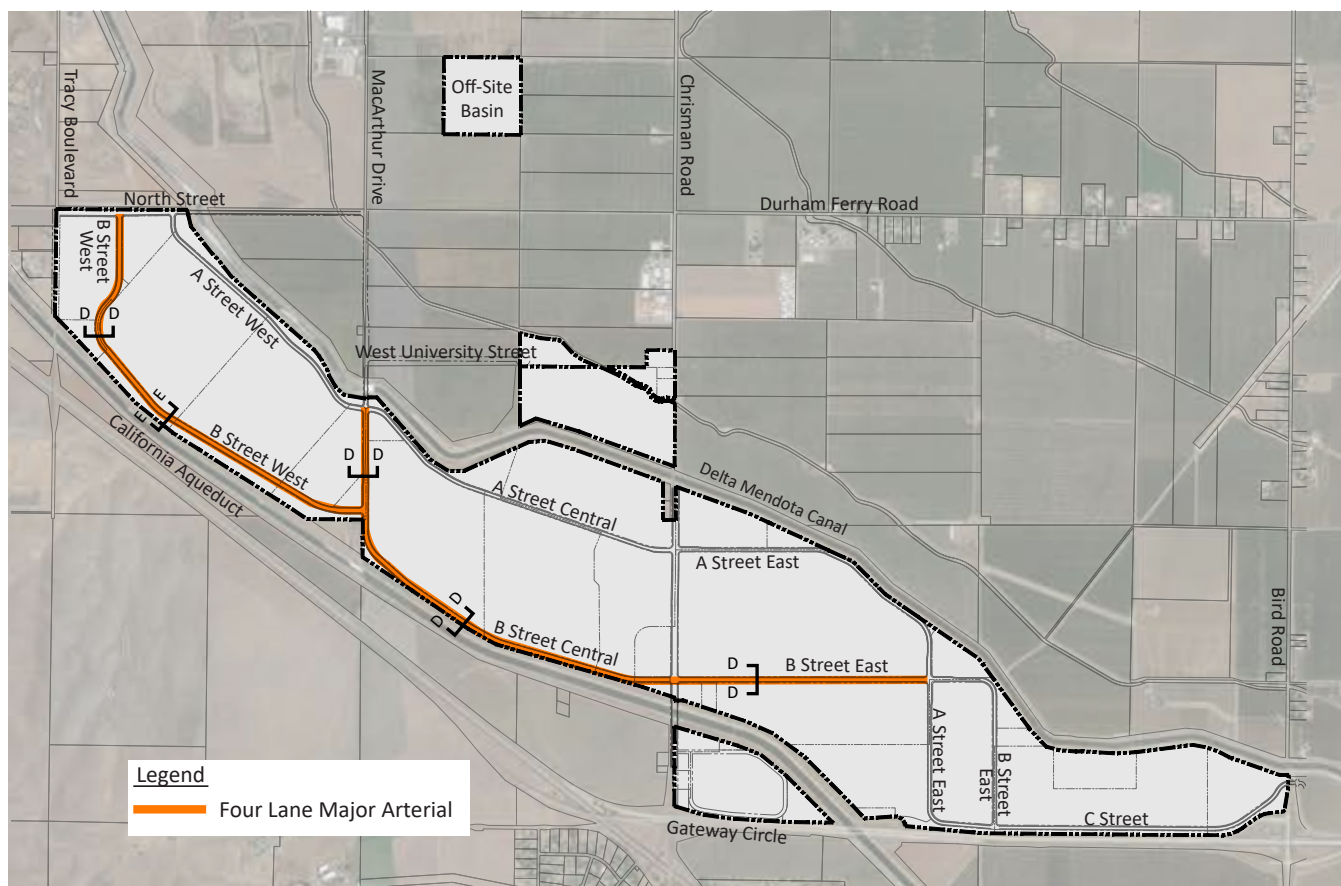 Tracy Boulevard
MacArthur Drive
Off-Site
Basin
Chrisman Road
North Street
Durham Ferry Road
B Street
West
A Street West
D
D
West University Street
E
E
B Street West
California Aqueduct
D
D
A Street Central
Delta Mendota Canal
A Street East
Bird Road
D
D
B Street Central
D
D
B Street East
A Street East
B Street
East
C Street
Gateway Circle
Legend
Four Lane Major Arterial